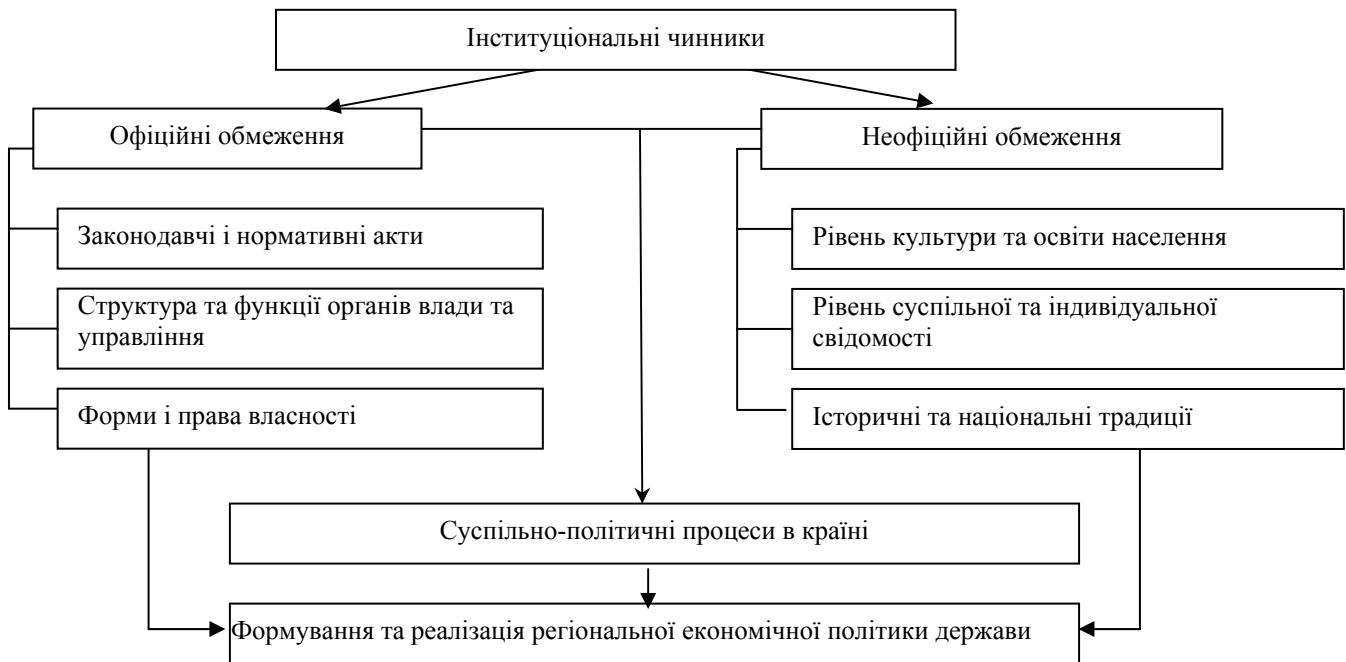 Інституціональні чинники
Офіційні обмеження
Неофіційні обмеження
Законодавчі і нормативні акти
Рівень культури та освіти населення
Структура та функції органів влади та
управління
Рівень суспільної та індивідуальної
свідомості
Форми і права власності
Історичні та національні традиції
Суспільно-політичні процеси в країні
Формування та реалізація регіональної економічної політики держави